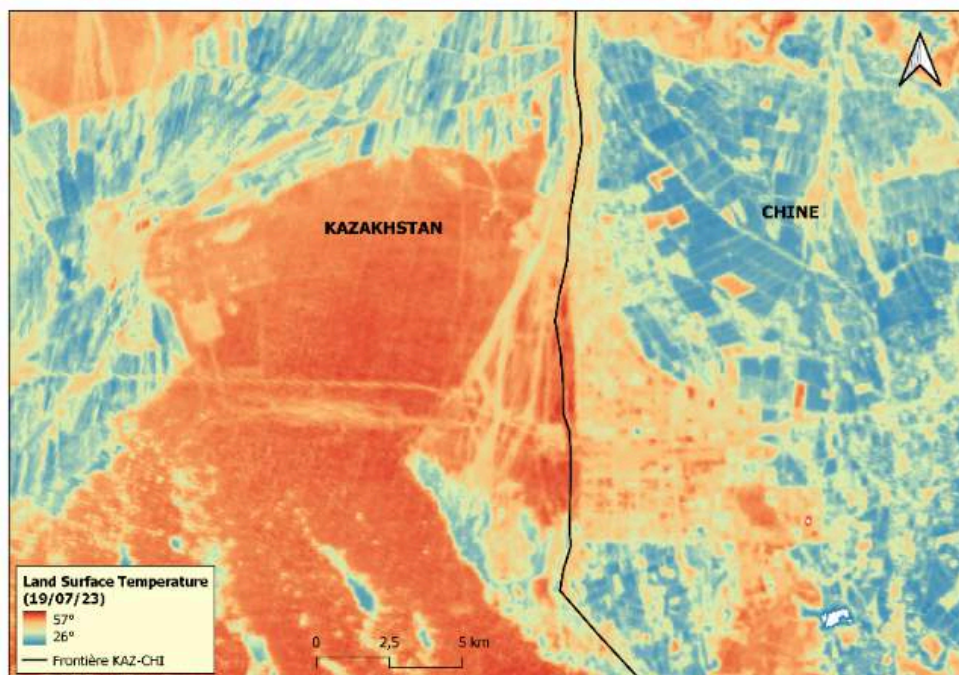 KAZAKHSTAN
CHINE
Land Surface Temperature
(19/07/23)
57°
26°
Frontière KAZ-CHI
0 2,5 5 km